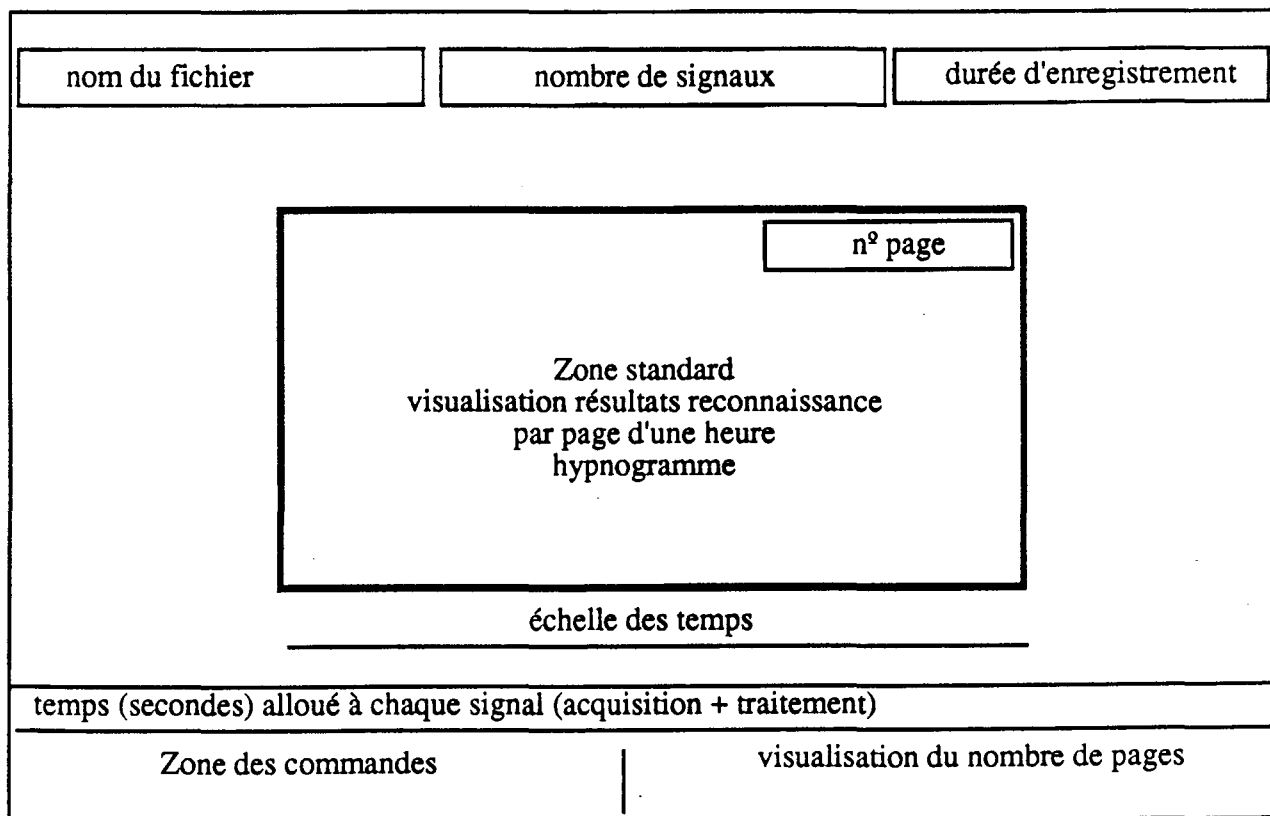 nom du fichier
nombre de signaux
durée d'enregistrement
nº page
Zone standard
visualisation résultats reconnaissance
par page d'une heure
hypnogramme
échelle des temps
temps (secondes) alloué à chaque signal (acquisition + traitement)
Zone des commandes
visualisation du nombre de pages